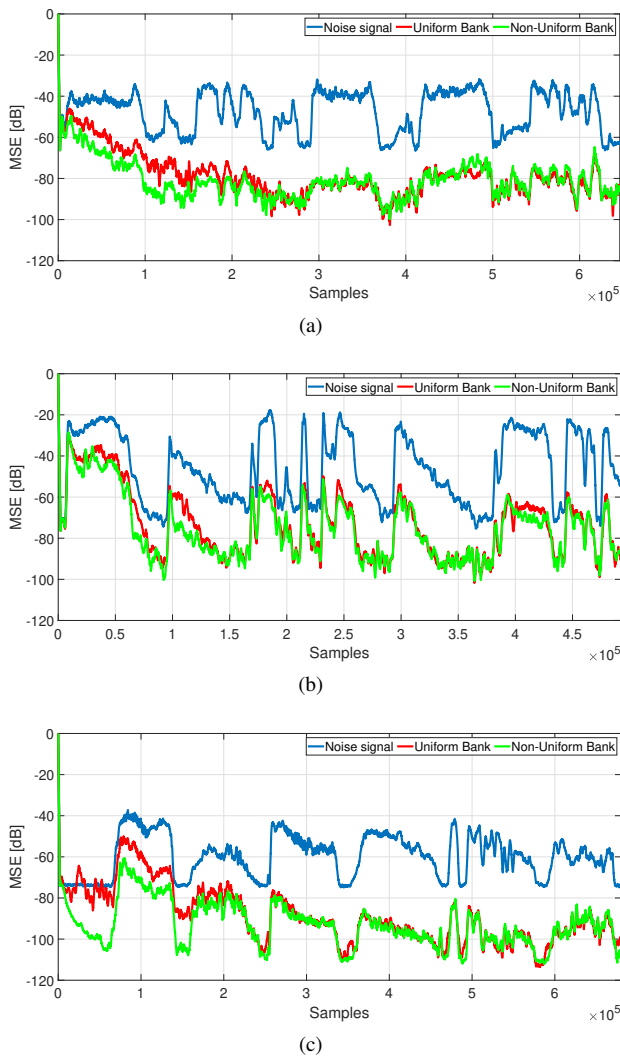 0
-20
-40
-60
-80
-100
-120
MSE [dB]
Noise signal Uniform Bank Non-Uniform Bank
0 1 2 3 4 5 6
Samples
×10^5
(a)
0
-20
-40
-60
-80
-100
-120
MSE [dB]
Noise signal Uniform Bank Non-Uniform Bank
0 0.5 1 1.5 2 2.5 3 3.5 4 4.5
Samples
×10^5
(b)
0
-20
-40
-60
-80
-100
-120
MSE [dB]
Noise signal Uniform Bank Non-Uniform Bank
0 1 2 3 4 5 6
Samples
×10^5
(c)